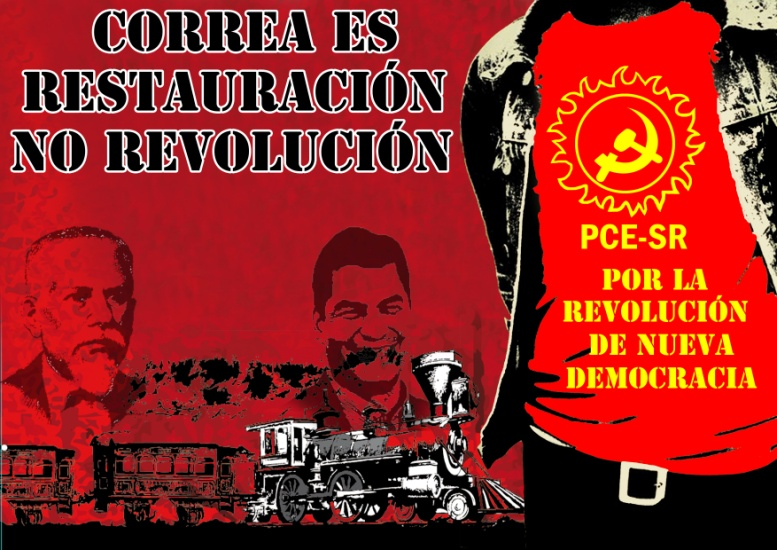 CORREA ES
RESTAURACIÓN
NO REVOLUCIÓN
PCE-SR
POR LA
REVOLUCIÓN
DE NUEVA
DEMOCRACIA